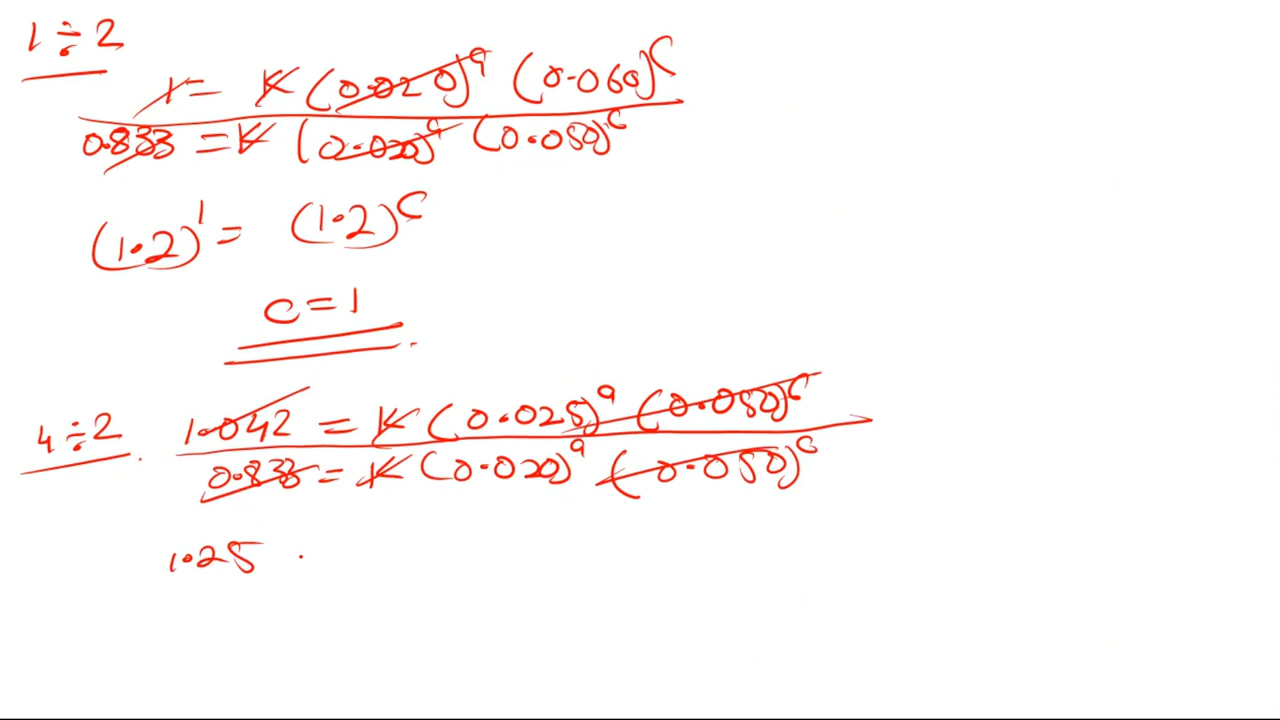 1 ÷ 2
1 = K (0.020)^a (0.060)^c
0.833 = K (0.020)^a (0.050)^c
(1.2)^1 = (1.2)^c
c = 1
4 ÷ 2 1.042 = K (0.025)^a (0.050)^c
0.833 = K (0.020)^a (0.050)^c
1.25